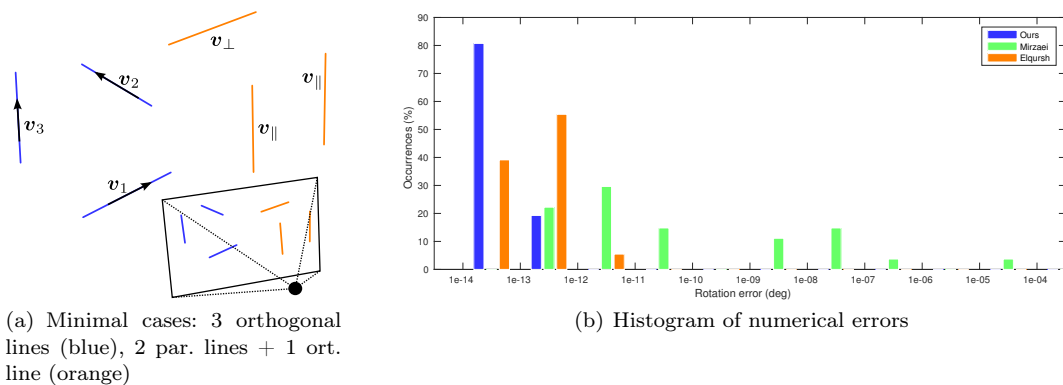 v⊥
v2
v∥
v3
v∥
v1
(a) Minimal cases: 3 orthogonal
lines (blue), 2 par. lines + 1 ort.
line (orange)
90
80
70
60
50
40
30
20
10
0
Occurrences (%)
1e-14 1e-13 1e-12 1e-11 1e-10 1e-09 1e-08 1e-07 1e-06 1e-05 1e-04
Rotation error (deg)
Ours
Mirzaei
Elqursh
(b) Histogram of numerical errors